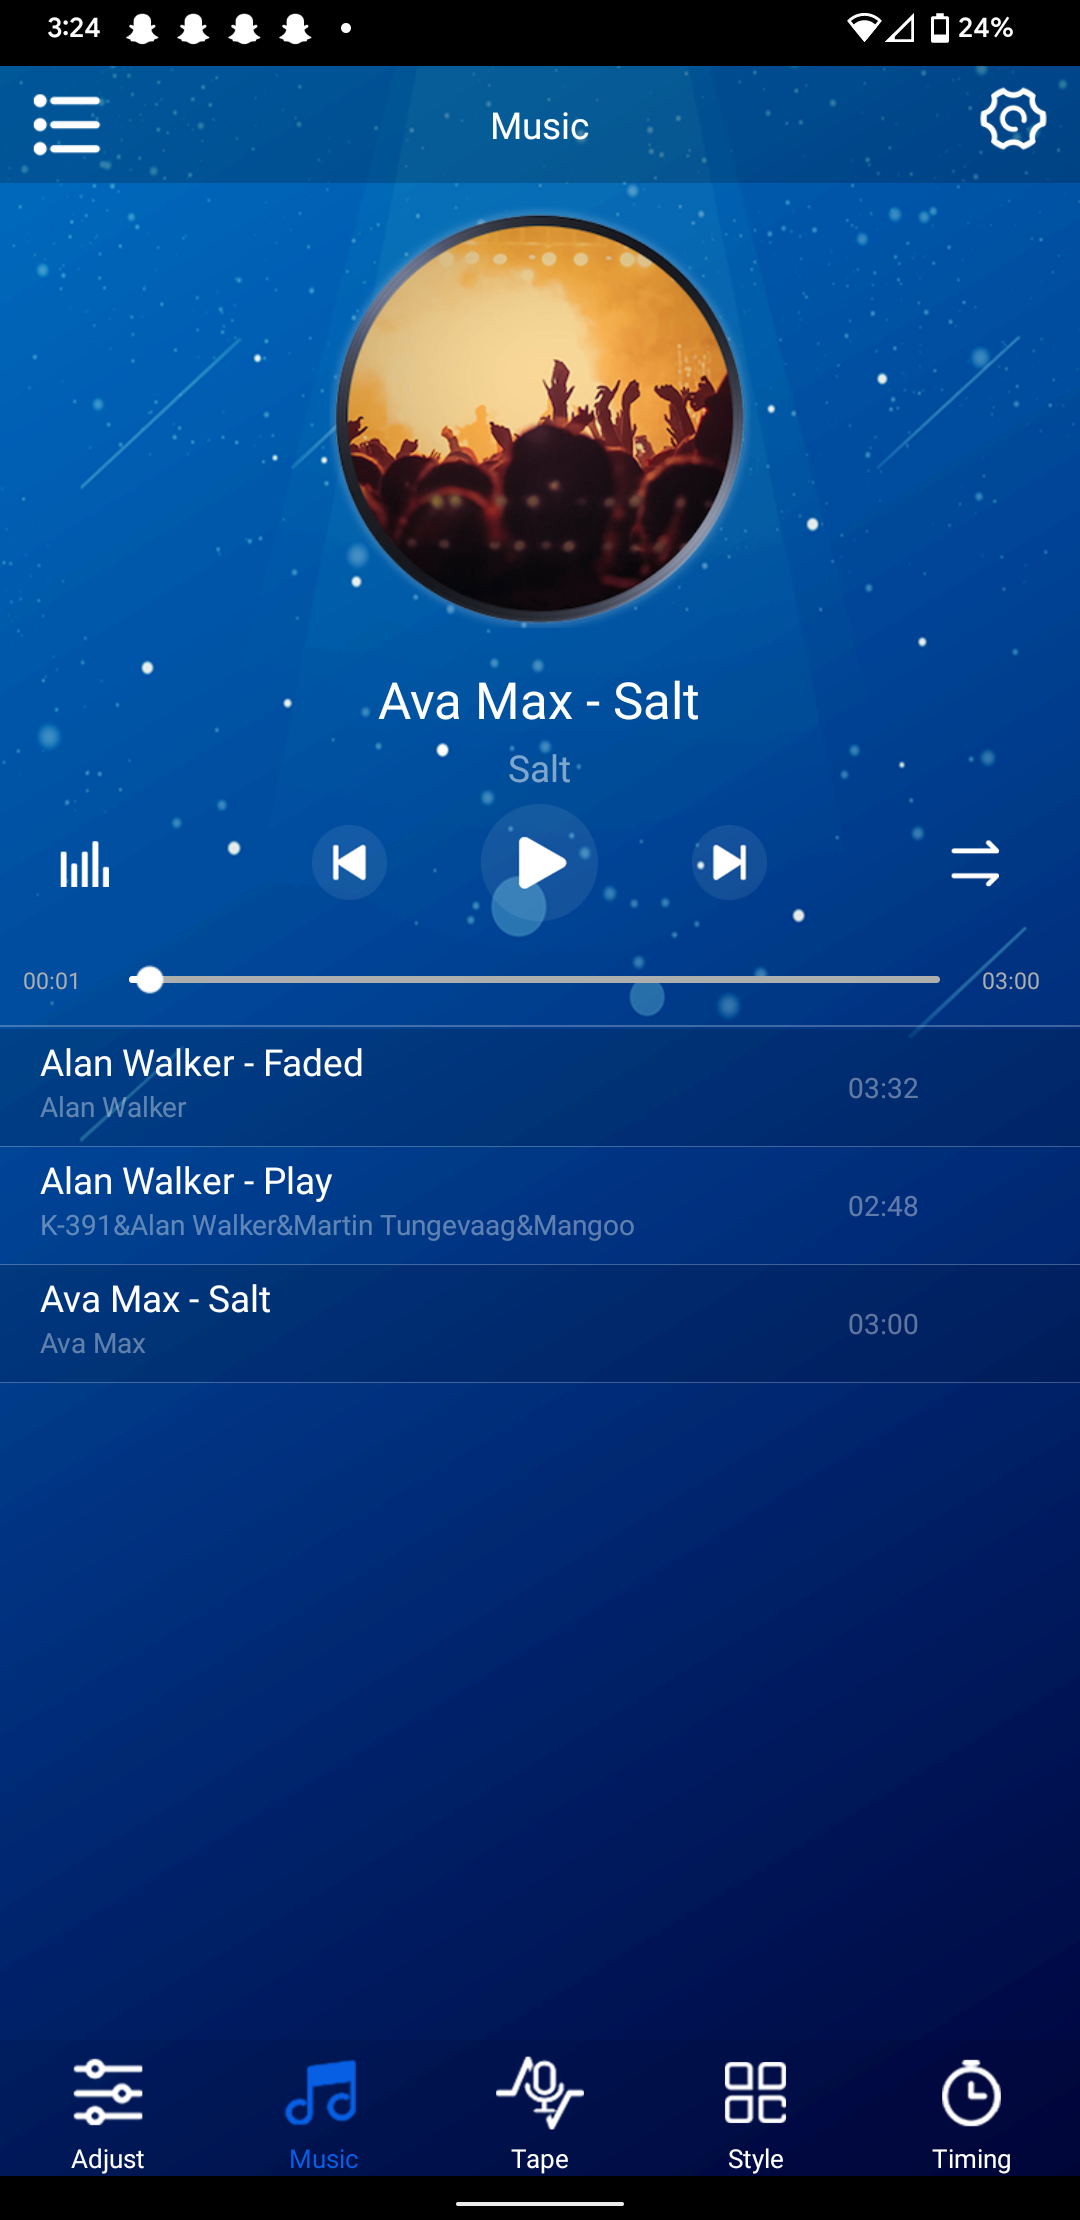 3:24 24%
Music
Ava Max - Salt
Salt
00:01 03:00
Alan Walker - Faded
Alan Walker
03:32
Alan Walker - Play
K-391&Alan Walker&Martin Tungevaag&Mangoo
02:48
Ava Max - Salt
Ava Max
03:00
Adjust Music Tape Style Timing